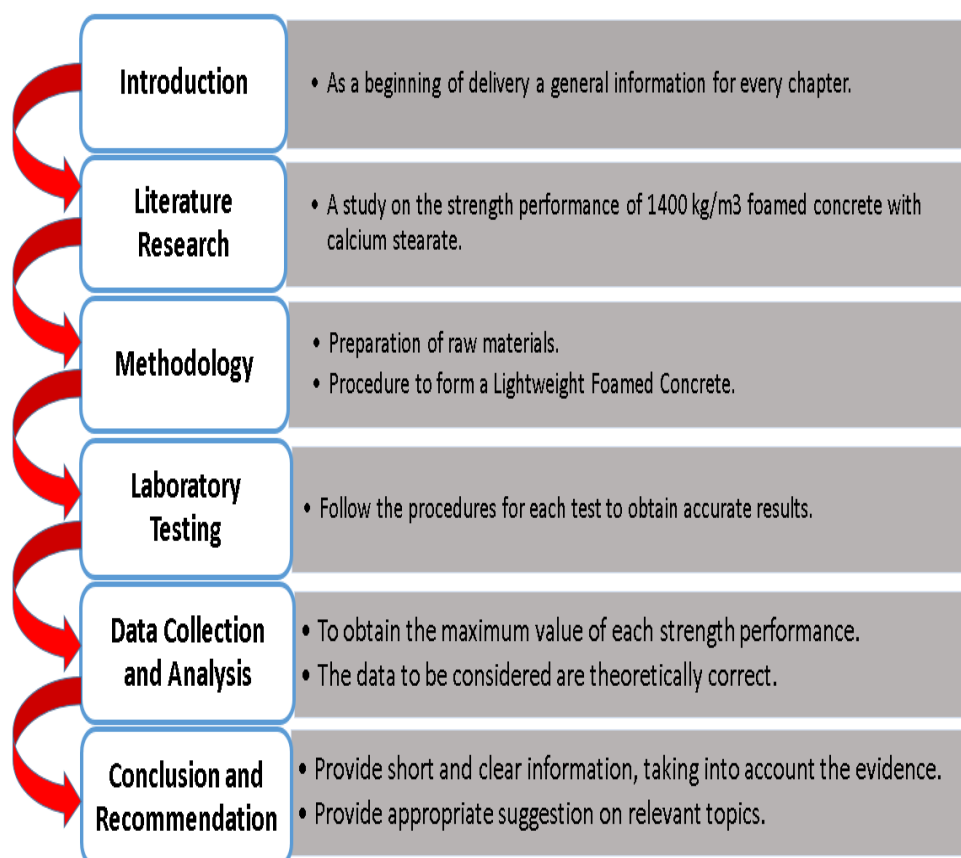 Introduction
• As a beginning of delivery a general information for every chapter.
Literature
Research
• A study on the strength performance of 1400 kg/m3 foamed concrete with
calcium stearate.
Methodology
• Preparation of raw materials.
• Procedure to form a Lightweight Foamed Concrete.
Laboratory
Testing
• Follow the procedures for each test to obtain accurate results.
Data Collection
and Analysis
• To obtain the maximum value of each strength performance.
• The data to be considered are theoretically correct.
Conclusion and
Recommendation
• Provide short and clear information, taking into account the evidence.
• Provide appropriate suggestion on relevant topics.